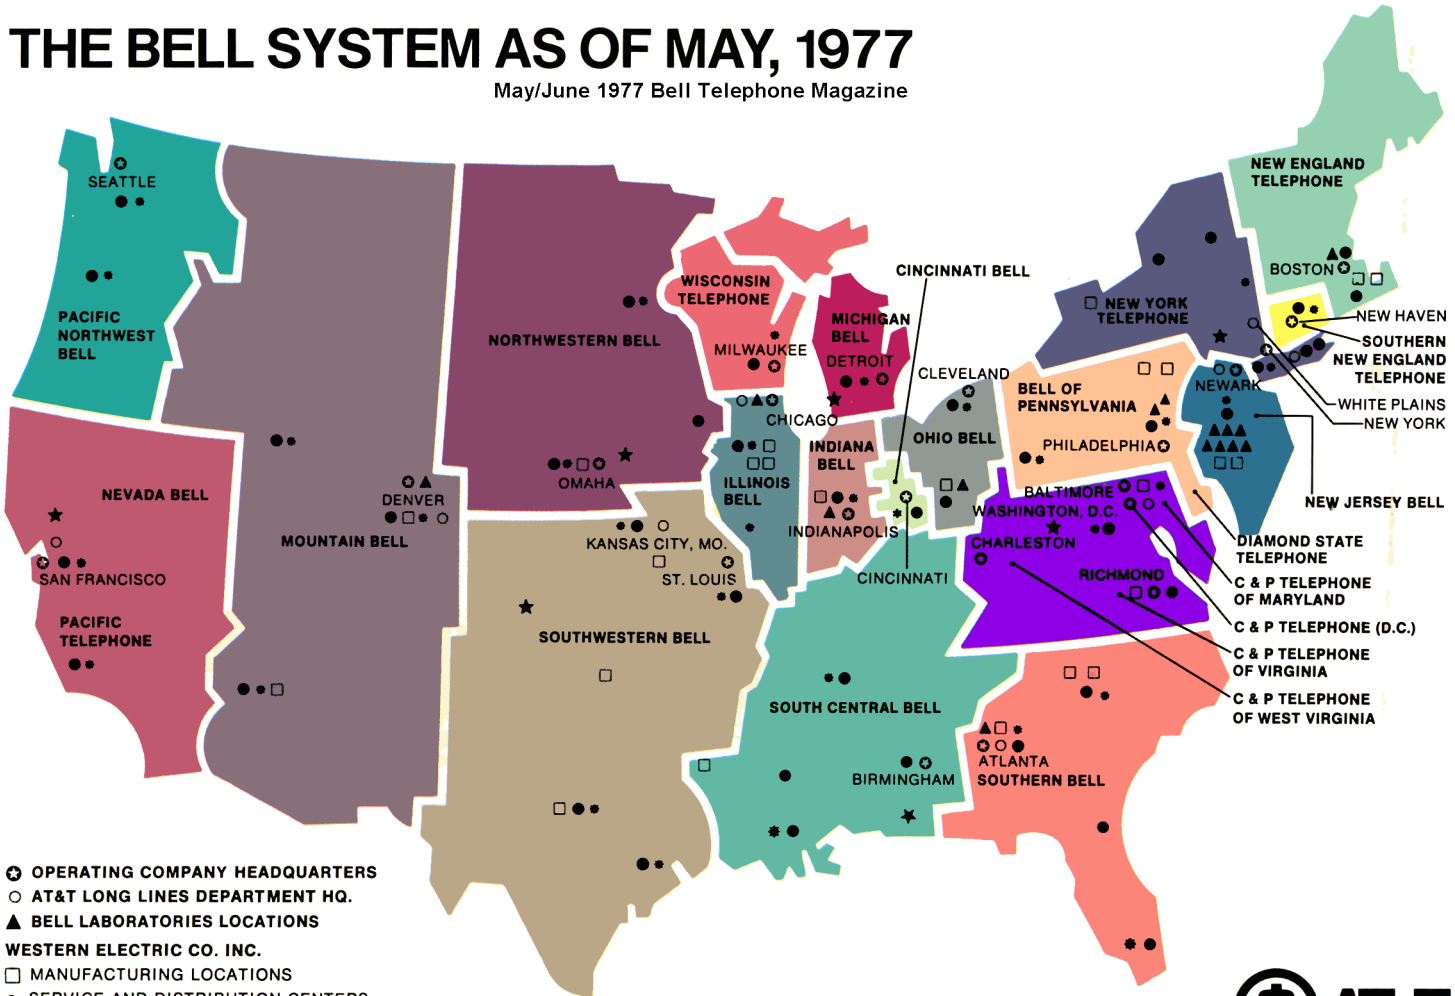 THE BELL SYSTEM AS OF MAY, 1977
May/June 1977 Bell Telephone Magazine
SEATTLE
PACIFIC
NORTHWEST
BELL
NEVADA BELL
SAN FRANCISCO
PACIFIC
TELEPHONE
DENVER
MOUNTAIN BELL
NORTHWESTERN BELL
OMAHA
KANSAS CITY, MO.
ST. LOUIS
SOUTHWESTERN BELL
WISCONSIN
TELEPHONE
MILWAUKEE
MICHIGAN
BELL
DETROIT
CHICAGO
ILLINOIS
BELL
INDIANA
BELL
INDIANAPOLIS
CINCINNATI BELL
CLEVELAND
OHIO BELL
CINCINNATI
SOUTH CENTRAL BELL
BIRMINGHAM
ATLANTA
SOUTHERN BELL
BELL OF
PENNSYLVANIA
PHILADELPHIA
BALTIMORE
WASHINGTON, D.C.
CHARLESTON
RICHMOND
NEW YORK
TELEPHONE
NEWARK
NEW ENGLAND
TELEPHONE
BOSTON
NEW HAVEN
SOUTHERN
NEW ENGLAND
TELEPHONE
WHITE PLAINS
NEW YORK
NEW JERSEY BELL
DIAMOND STATE
TELEPHONE
C & P TELEPHONE
OF MARYLAND
C & P TELEPHONE (D.C.)
C & P TELEPHONE
OF VIRGINIA
C & P TELEPHONE
OF WEST VIRGINIA
OPERATING COMPANY HEADQUARTERS
AT&T LONG LINES DEPARTMENT HQ.
BELL LABORATORIES LOCATIONS
WESTERN ELECTRIC CO. INC.
MANUFACTURING LOCATIONS
SERVICE AND DISTRIBUTION CENTERS